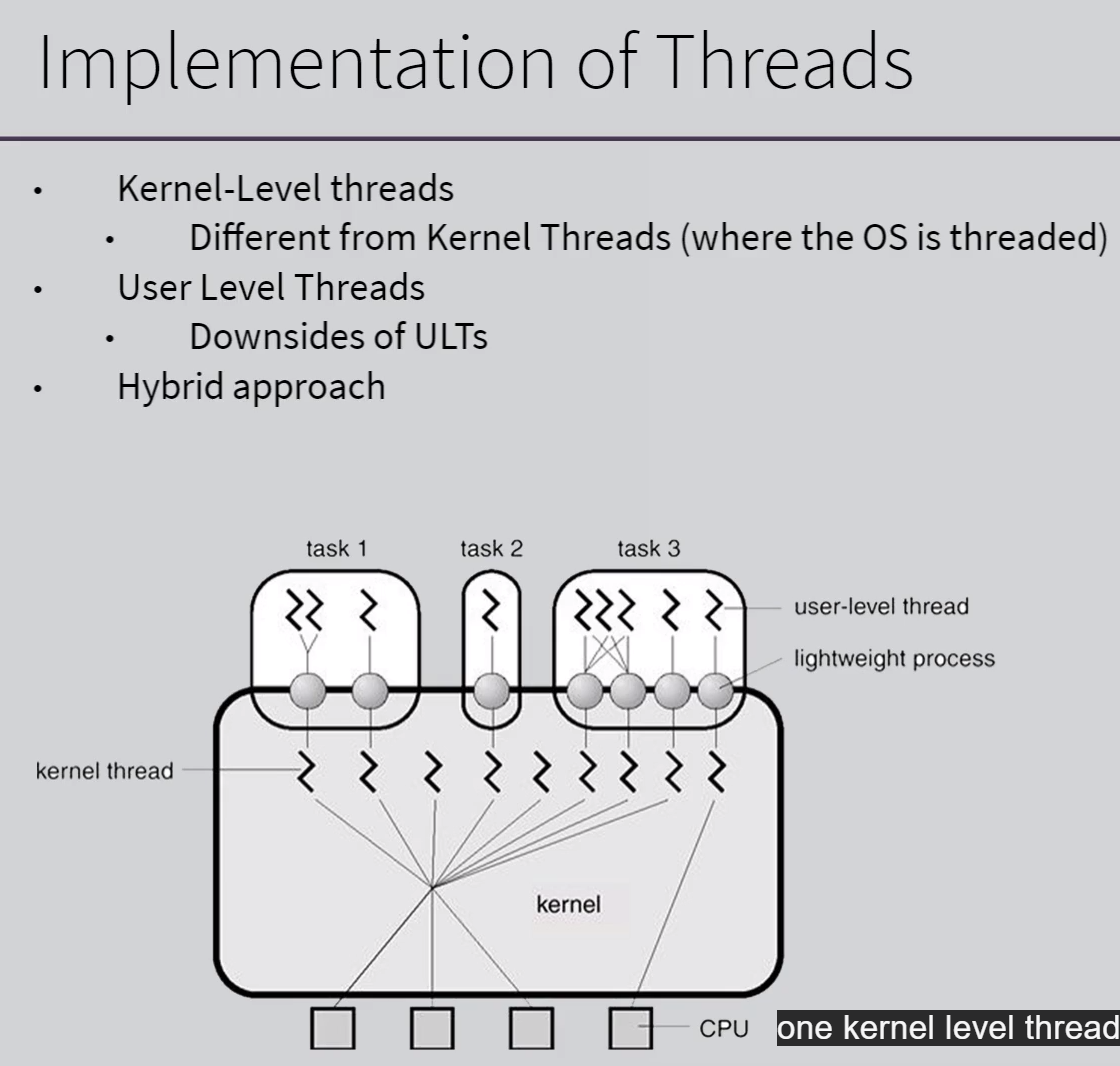 Implementation of Threads
• Kernel-Level threads
• Different from Kernel Threads (where the OS is threaded)
• User Level Threads
• Downsides of ULTs
• Hybrid approach
task 1 task 2 task 3
user-level thread
lightweight process
kernel thread
kernel
CPU
one kernel level thread